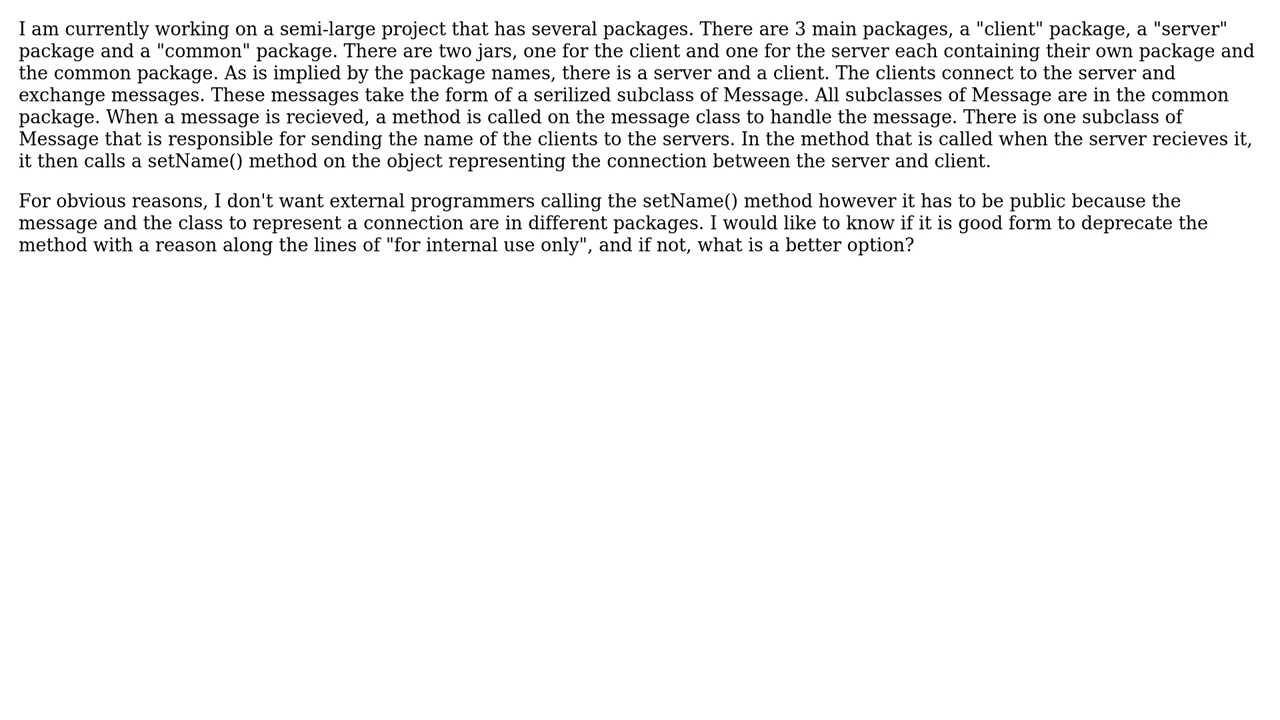 I am currently working on a semi-large project that has several packages. There are 3 main packages, a "client" package, a "server"
package and a "common" package. There are two jars, one for the client and one for the server each containing their own package and
the common package. As is implied by the package names, there is a server and a client. The clients connect to the server and
exchange messages. These messages take the form of a serilized subclass of Message. All subclasses of Message are in the common
package. When a message is recieved, a method is called on the message class to handle the message. There is one subclass of
Message that is responsible for sending the name of the clients to the servers. In the method that is called when the server recieves it,
it then calls a setName() method on the object representing the connection between the server and client.
For obvious reasons, I don't want external programmers calling the setName() method however it has to be public because the
message and the class to represent a connection are in different packages. I would like to know if it is good form to deprecate the
method with a reason along the lines of "for internal use only", and if not, what is a better option?